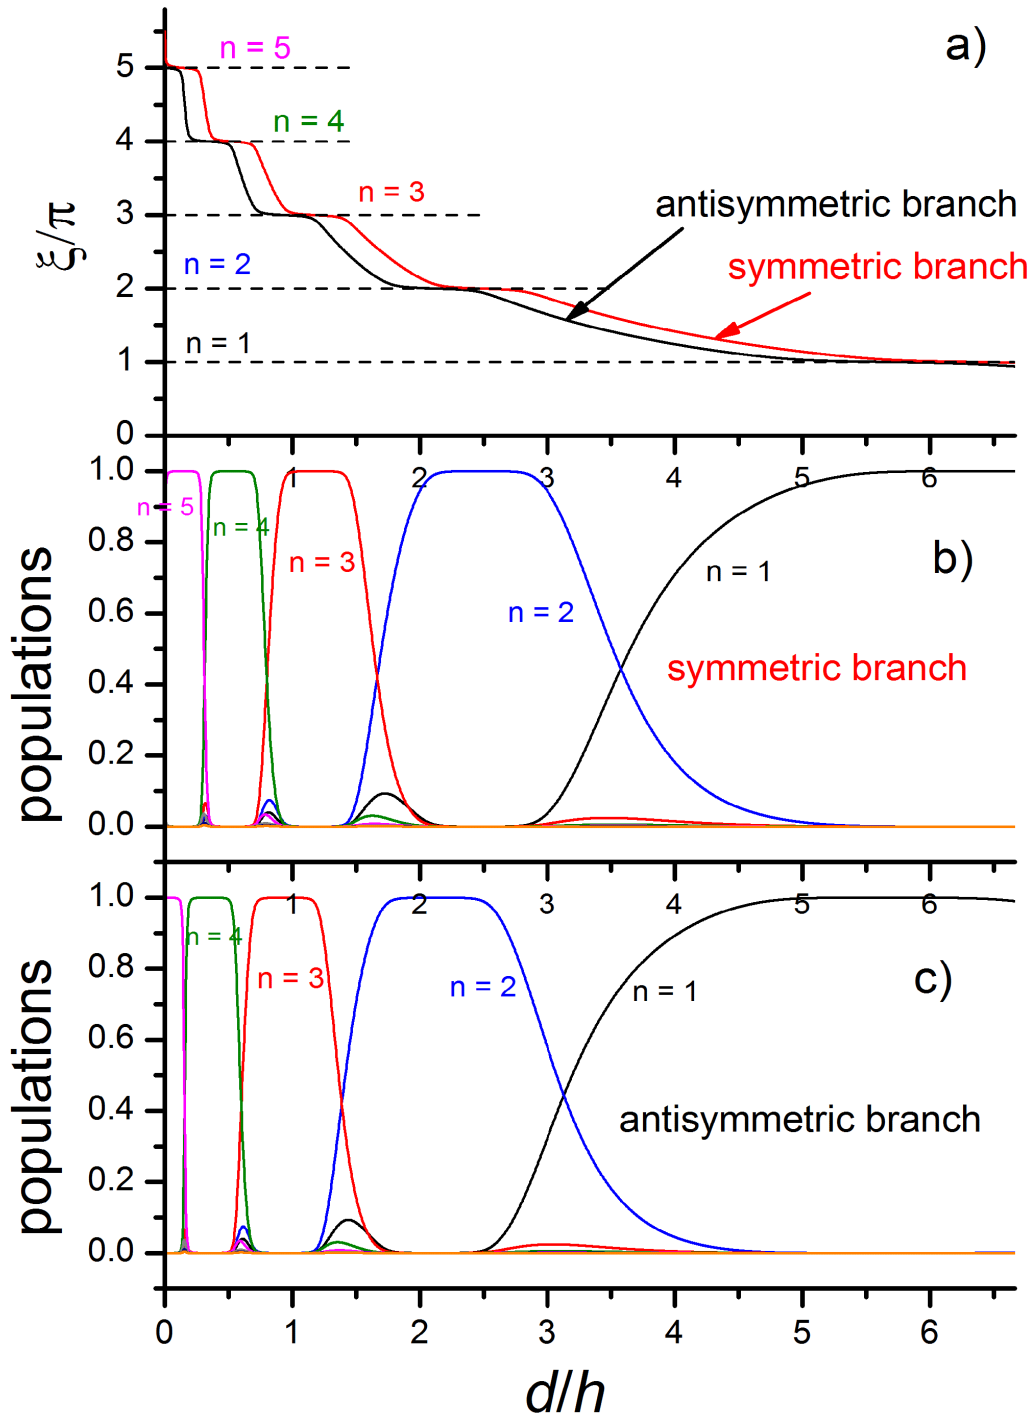 a)
n = 5
5
n = 4
4
n = 3
3
antisymmetric branch
symmetric branch
n = 2
2
n = 1
1
0
ξ/π
1 2 3 4 5 6
1.0
n = 5
n = 4
n = 3
b)
n = 1
n = 2
symmetric branch
0.8
0.6
0.4
0.2
0.0
populations
1 2 3 4 5 6
1.0
n = 4
n = 3
n = 2
n = 1
c)
antisymmetric branch
0.8
0.6
0.4
0.2
0.0
populations
0 1 2 3 4 5 6
d/h